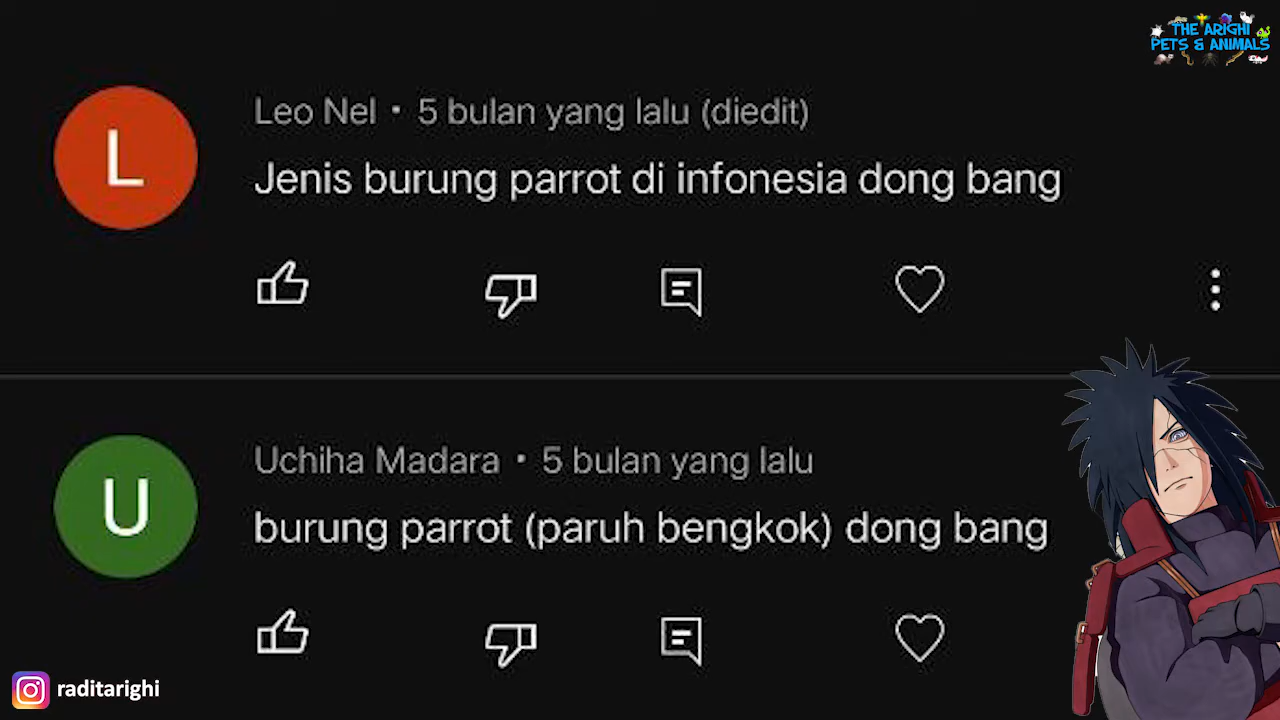 THE ARIGHI
PETS & ANIMALS
L
Leo Nel • 5 bulan yang lalu (diedit)
Jenis burung parrot di infonesia dong bang
U
Uchiha Madara • 5 bulan yang lalu
burung parrot (paruh bengkok) dong bang
raditarighi